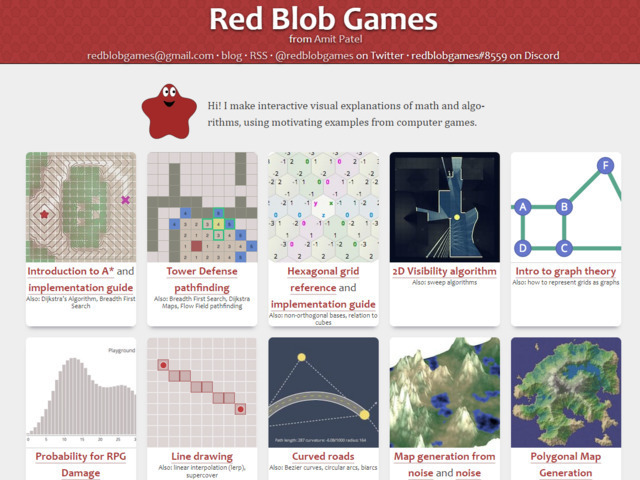 Red Blob Games
from Amit Patel
redblobgames@gmail.com · blog · RSS · @redblobgames on Twitter · redblobgames#8559 on Discord
Hi! I make interactive visual explanations of math and algo-
rithms, using motivating examples from computer games.
Introduction to A* and
implementation guide
Also: Dijkstra's Algorithm, Breadth First
Search
Tower Defense
pathfinding
Also: Breadth First Search, Dijkstra
Maps, Flow Field pathfinding
Hexagonal grid
reference and
implementation guide
Also: non-orthogonal bases, relation to
cubes
2D Visibility algorithm
Also: sweep algorithms
F
A B
D C
Intro to graph theory
Also: how to represent grids as graphs
Playground
Probability for RPG
Damage
Line drawing
Also: linear interpolation (lerp),
supercover
Curved roads
Also: Bezier curves, circular arcs, biarcs
Map generation from
noise and noise
Polygonal Map
Generation